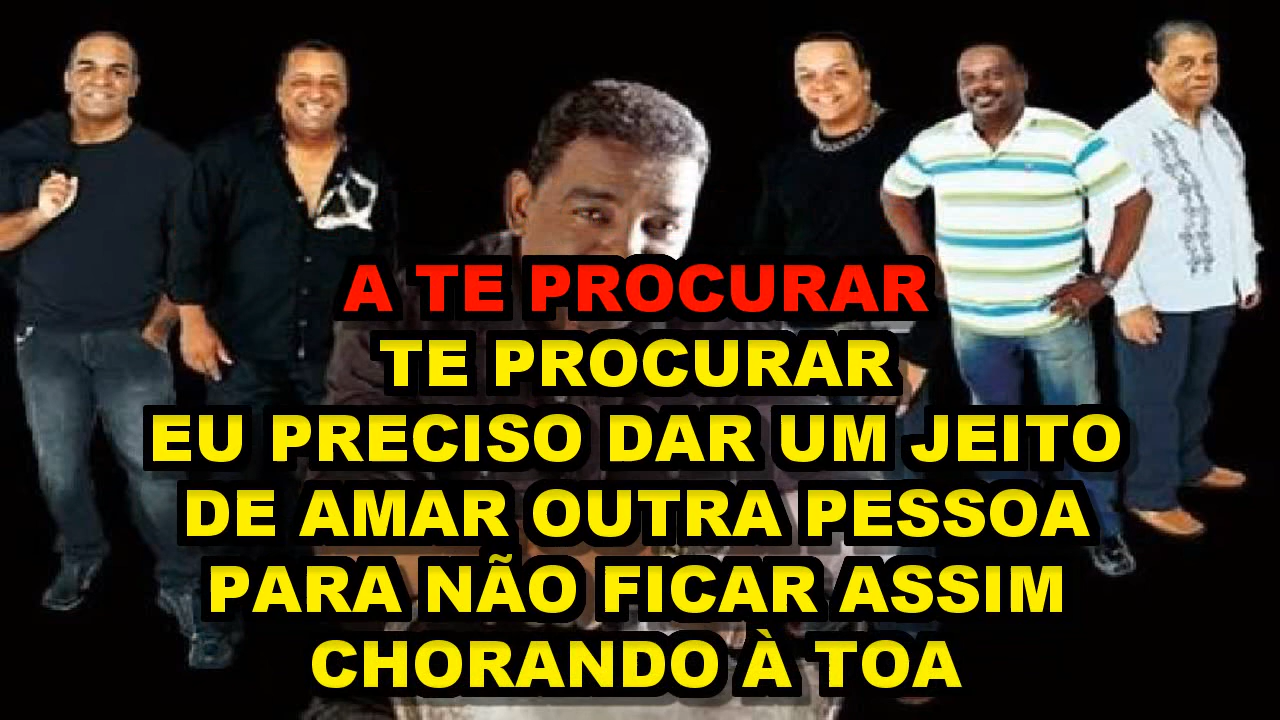 A TE PROCURAR
TE PROCURAR
EU PRECISO DAR UM JEITO
DE AMAR OUTRA PESSOA
PARA NÃO FICAR ASSIM
CHORANDO À TOA